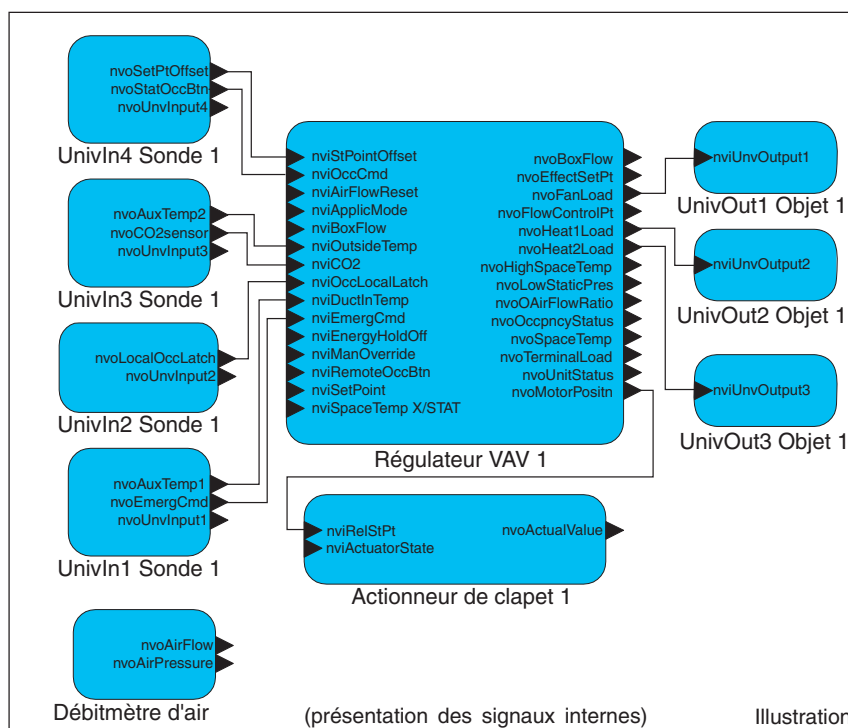 nvoSetPtOffset
nvoStatOccBtn
nvoUnvInput4
UnivIn4 Sonde 1
nvoAuxTemp2
nvoCO2sensor
nvoUnvInput3
UnivIn3 Sonde 1
nvoLocalOccLatch
nvoUnvInput2
UnivIn2 Sonde 1
nvoAuxTemp1
nvoEmergCmd
nvoUnvInput1
UnivIn1 Sonde 1
nvoAirFlow
nvoAirPressure
Débitmètre d'air
nviStPointOffset
nviOccCmd
nviAirFlowReset
nviApplicMode
nviBoxFlow
nviOutsideTemp
nviCO2
nviOccLocalLatch
nviDuctInTemp
nviEmergCmd
nviEnergyHoldOff
nviManOverride
nviRemoteOccBtn
nviSetPoint
nviSpaceTemp X/STAT
nvoBoxFlow
nvoEffectSetPt
nvoFanLoad
nvoFlowControlPt
nvoHeat1Load
nvoHeat2Load
nvoHighSpaceTemp
nvoLowStaticPres
nvoOAirFlowRatio
nvoOccpncyStatus
nvoSpaceTemp
nvoTerminalLoad
nvoUnitStatus
nvoMotorPositn
Régulateur VAV 1
nviRelStPt
nviActuatorState
nvoActualValue
Actionneur de clapet 1
nviUnvOutput1
UnivOut1 Objet 1
nviUnvOutput2
UnivOut2 Objet 1
nviUnvOutput3
UnivOut3 Objet 1
(présentation des signaux internes)
Illustration